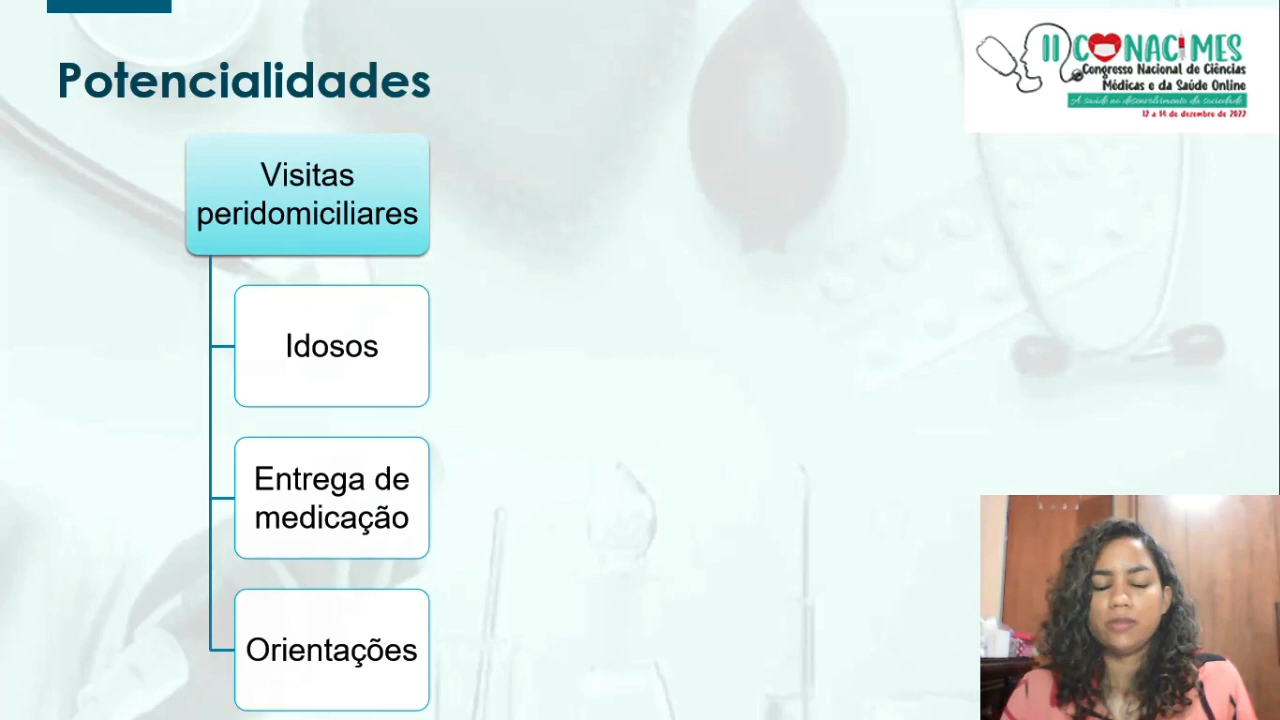 Potencialidades
II CONACIMES
Congresso Nacional de Ciências
Médicas e da Saúde Online
A saúde no desenvolvimento da sociedade
12 a 14 de dezembro de 2022
Visitas
peridomiciliares
Idosos
Entrega de
medicação
Orientações